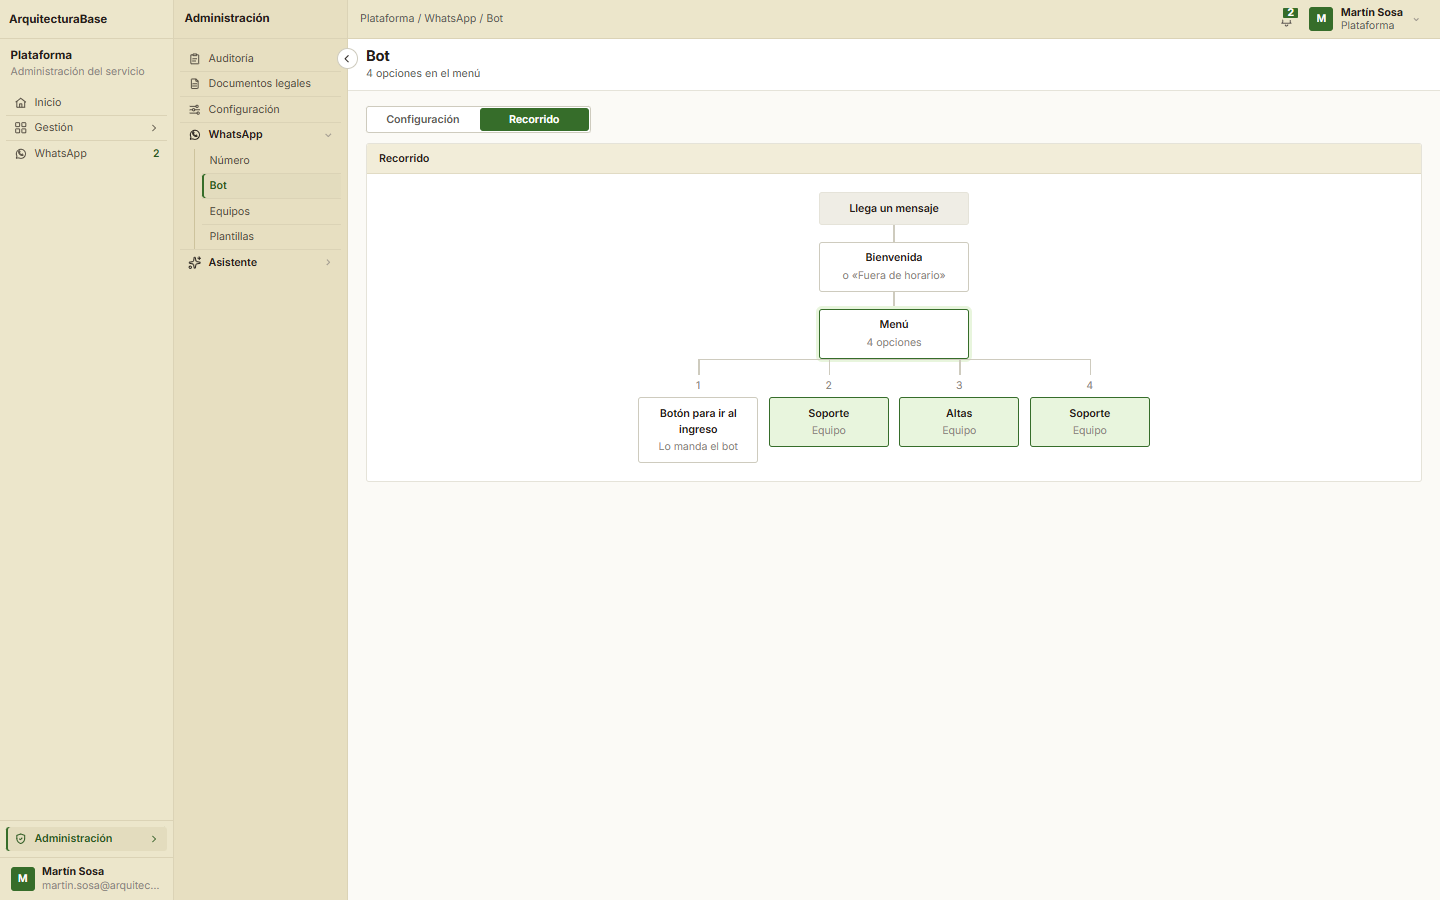 ArquitecturaBase
Plataforma
Administración del servicio
Inicio
Gestión
WhatsApp 2
Administración
M
Martín Sosa
martin.sosa@arquitec...
Administración
Auditoría
Documentos legales
Configuración
WhatsApp
Número
Bot
Equipos
Plantillas
Asistente
Plataforma / WhatsApp / Bot
2
M
Martín Sosa
Plataforma
Bot
4 opciones en el menú
Configuración
Recorrido
Recorrido
Llega un mensaje
Bienvenida
o «Fuera de horario»
Menú
4 opciones
1
2
3
4
Botón para ir al
ingreso
Lo manda el bot
Soporte
Equipo
Altas
Equipo
Soporte
Equipo